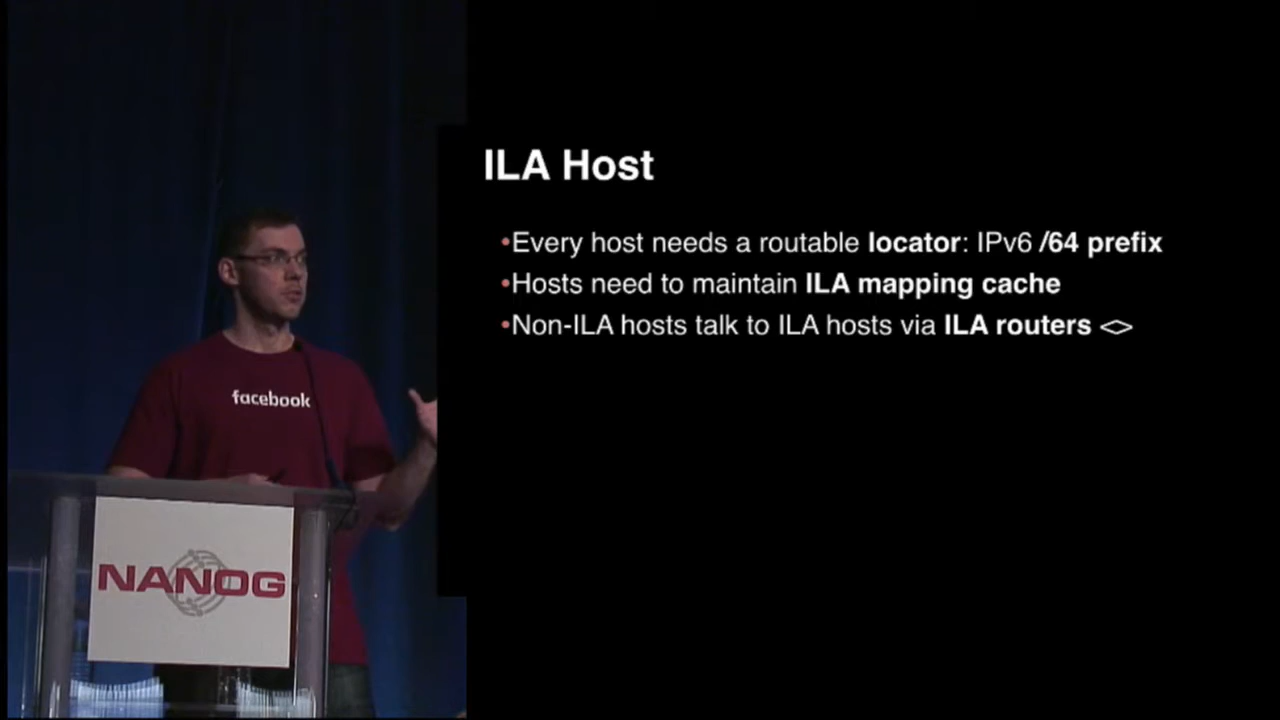 ILA Host
•Every host needs a routable locator: IPv6 /64 prefix
•Hosts need to maintain ILA mapping cache
•Non-ILA hosts talk to ILA hosts via ILA routers <>
facebook
NANOG